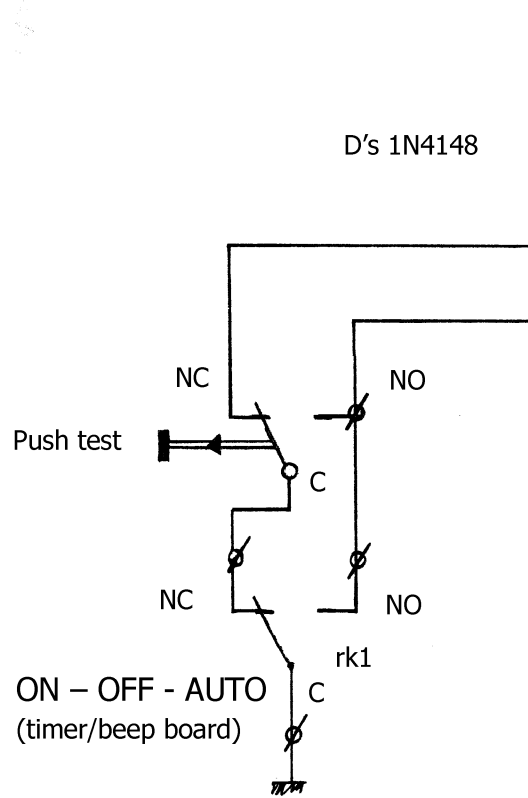 D's 1N4148
NC
NO
Push test
C
NC
NO
rk1
ON – OFF - AUTO
C
(timer/beep board)